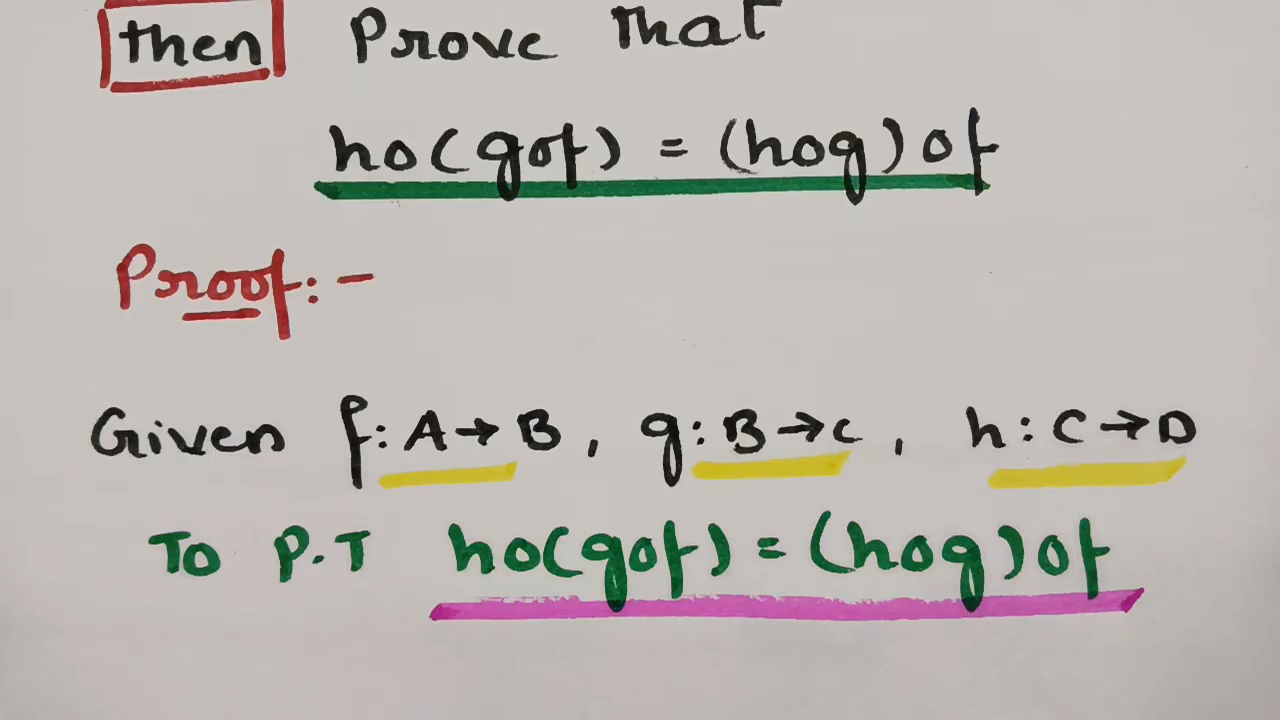 then Prove that
ho(gof) = (hog) of
Proof:-
Given f: A→B, g: B→C, h: C→D
To P.T ho(gof) = (hog) of